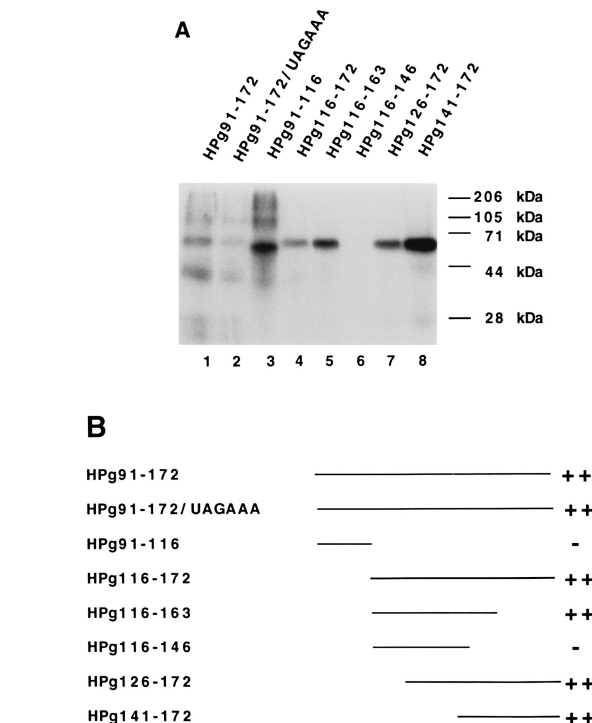 A
HPg91-172
HPg91-172/UAGAAA
HPg91-116
HPg116-172
HPg116-163
HPg116-146
HPg126-172
HPg141-172
206 kDa
105 kDa
71 kDa
44 kDa
28 kDa
1 2 3 4 5 6 7 8
B
HPg91-172 ++
HPg91-172/UAGAAA ++
HPg91-116 -
HPg116-172 ++
HPg116-163 ++
HPg116-146 -
HPg126-172 ++
HPg141-172 ++